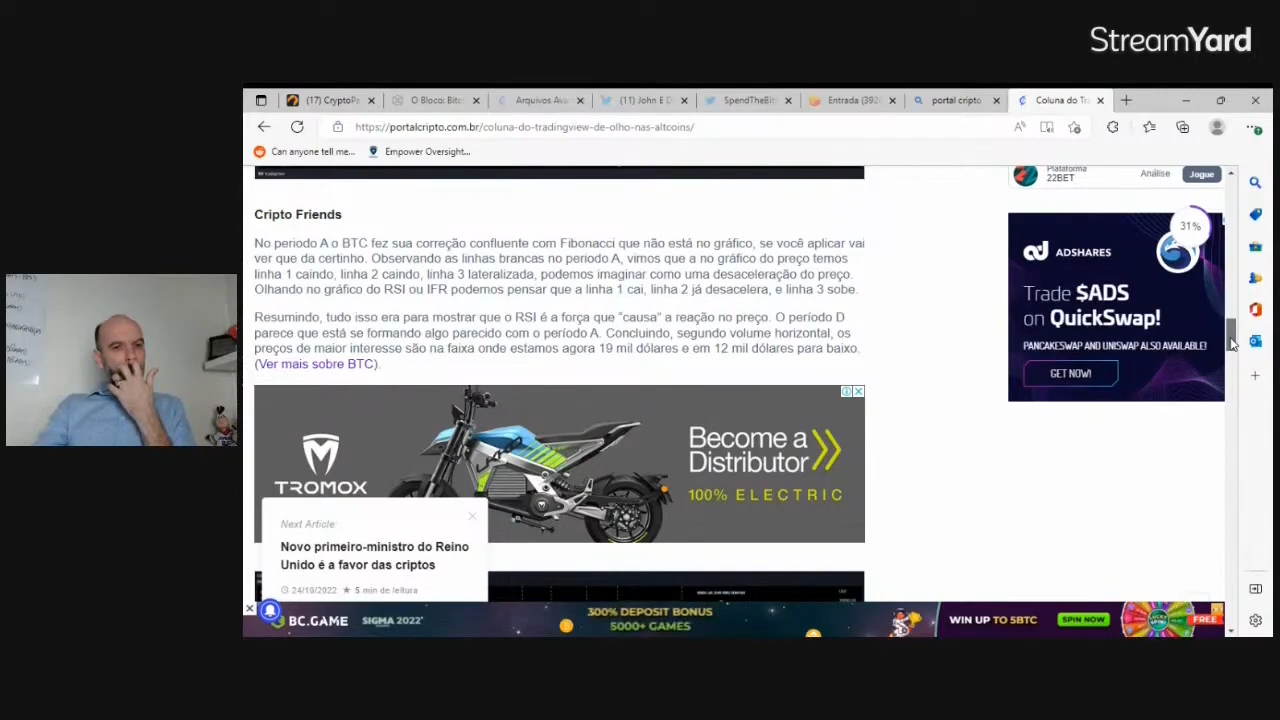 StreamYard
(17) CryptoPa
O Bloco: Bitc
Arquivos Ava
(11) John E D
SpendTheBit
Entrada (392
portal cripto
Coluna do Tra
https://portalcripto.com.br/coluna-do-tradingview-de-olho-nas-altcoins/
Can anyone tell me...
Empower Oversight...
Plataforma
22BET
Análise
Jogue
Cripto Friends
No periodo A o BTC fez sua correção confluente com Fibonacci que não está no gráfico, se você aplicar vai
ver que da certinho. Observando as linhas brancas no periodo A, vimos que a no gráfico do preço temos
linha 1 caindo, linha 2 caindo, linha 3 lateralizada, podemos imaginar como uma desaceleração do preço.
Olhando no gráfico do RSI ou IFR podemos pensar que a linha 1 cai, linha 2 já desacelera, e linha 3 sobe.
Resumindo, tudo isso era para mostrar que o RSI é a força que "causa" a reação no preço. O período D
parece que está se formando algo parecido com o período A. Concluindo, segundo volume horizontal, os
preços de maior interesse são na faixa onde estamos agora 19 mil dólares e em 12 mil dólares para baixo.
(Ver mais sobre BTC).
31%
ADSHARES
Trade $ADS
on QuickSwap!
PANCAKESWAP AND UNISWAP ALSO AVAILABLE!
GET NOW!
TROMOX
Become a
Distributor
100% ELECTRIC
Next Article:
Novo primeiro-ministro do Reino
Unido é a favor das criptos
24/10/2022 ★ 5 min de leitura
BC.GAME
SIGMA 2022'
300% DEPOSIT BONUS
5000+ GAMES
WIN UP TO 5BTC
SPIN NOW
FREE